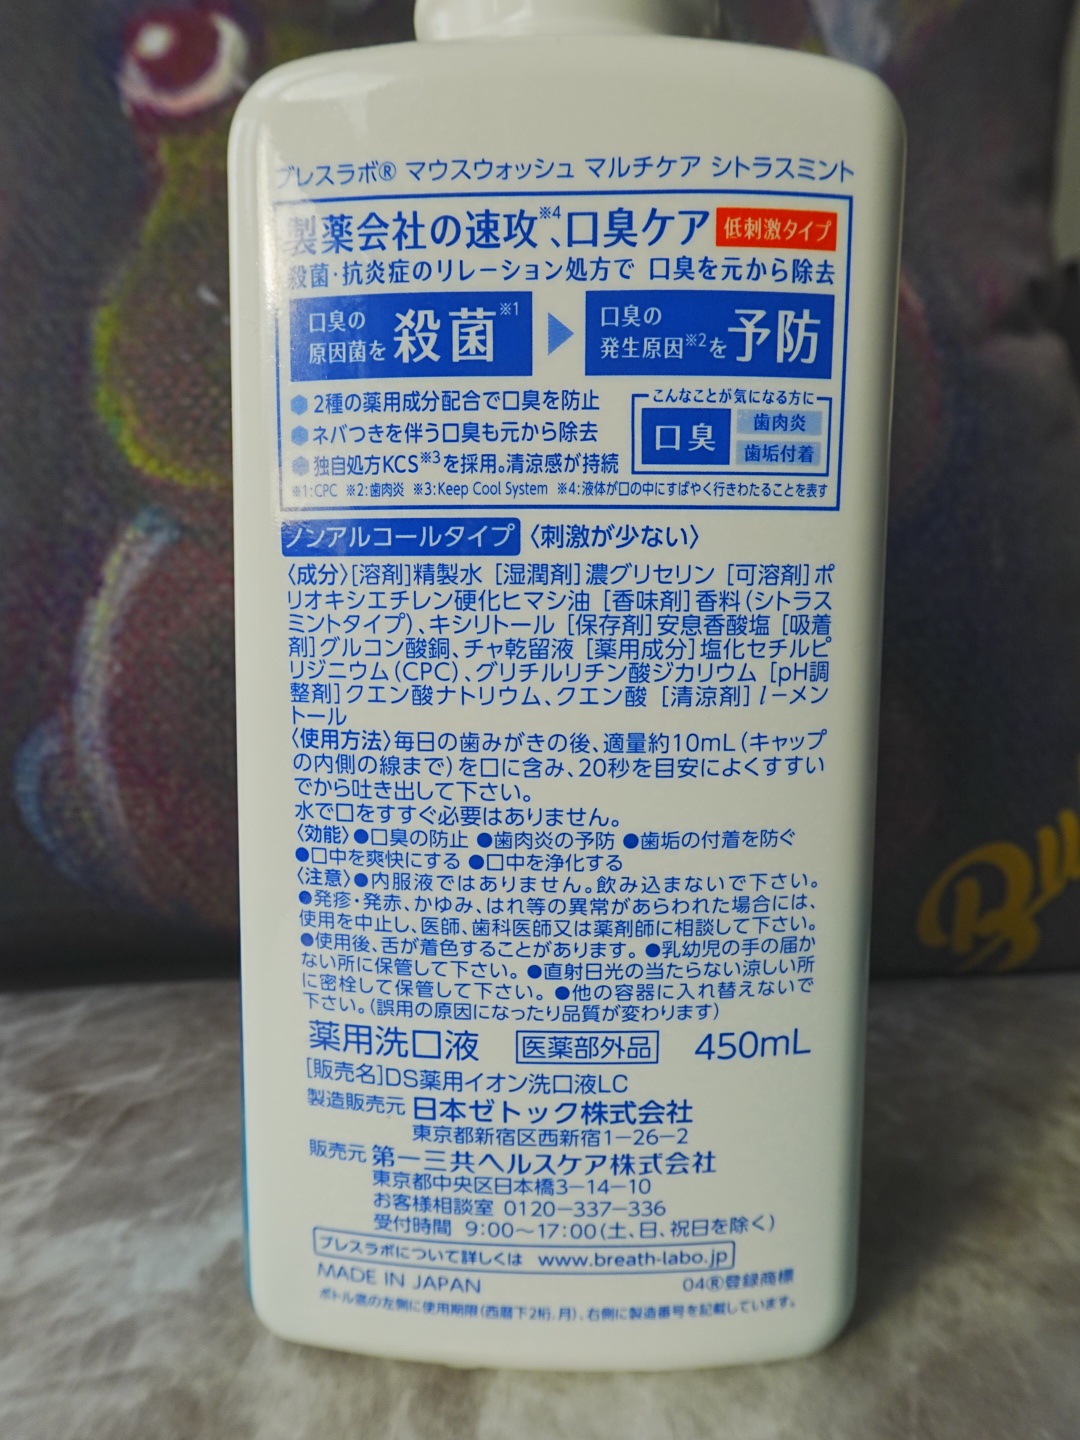 ブレスラボ® マウスウォッシュ マルチケア シトラスミント
製薬会社の速攻※4、口臭ケア 低刺激タイプ
殺菌・抗炎症のリレーション処方で 口臭を元から除去
口臭の原因菌を殺菌※1
口臭の発生原因※2を予防
●2種の薬用成分配合で口臭を防止
●ネバつきを伴う口臭も元から除去
●独自処方KCS※3を採用。清涼感が持続
こんなことが気になる方に
口臭
歯肉炎
歯垢付着
※1:CPC ※2:歯肉炎 ※3:Keep Cool System ※4:液体が口の中にすばやく行きわたることを表す
ノンアルコールタイプ〈刺激が少ない〉
〈成分〉[溶剤]精製水 [湿潤剤]濃グリセリン [可溶剤]ポ
リオキシエチレン硬化ヒマシ油 [香味剤]香料(シトラス
ミントタイプ)、キシリトール [保存剤]安息香酸塩 [吸着
剤]グルコン酸銅、チャ乾留液 [薬用成分]塩化セチルピ
リジニウム(CPC)、グリチルリチン酸ジカリウム [pH調
整剤]クエン酸ナトリウム、クエン酸 [清涼剤]l-メン
トール
〈使用方法〉毎日の歯みがきの後、適量約10mL(キャップ
の内側の線まで)を口に含み、20秒を目安によくすすい
でから吐き出して下さい。
水で口をすすぐ必要はありません。
〈効能〉●口臭の防止 ●歯肉炎の予防 ●歯垢の付着を防ぐ
●口中を爽快にする ●口中を浄化する
〈注意〉●内服液ではありません。飲み込まないで下さい。
●発疹・発赤、かゆみ、はれ等の異常があらわれた場合には、
使用を中止し、医師、歯科医師又は薬剤師に相談して下さい。
●使用後、舌が着色することがあります。●乳幼児の手の届か
ない所に保管して下さい。●直射日光の当たらない涼しい所
に密栓して保管して下さい。●他の容器に入れ替えないで
下さい。(誤用の原因になったり品質が変わります)
薬用洗口液 医薬部外品 450mL
[販売名]DS薬用イオン洗口液LC
製造販売元 日本ゼトック株式会社
東京都新宿区西新宿1-26-2
販売元 第一三共ヘルスケア株式会社
東京都中央区日本橋3-14-10
お客様相談室 0120-337-336
受付時間 9:00〜17:00(土、日、祝日を除く)
ブレスラボについて詳しくは www.breath-labo.jp
MADE IN JAPAN 04®登録商標
ボトル底の左側に使用期限(西暦下2桁.月)、右側に製造番号を記載しています。